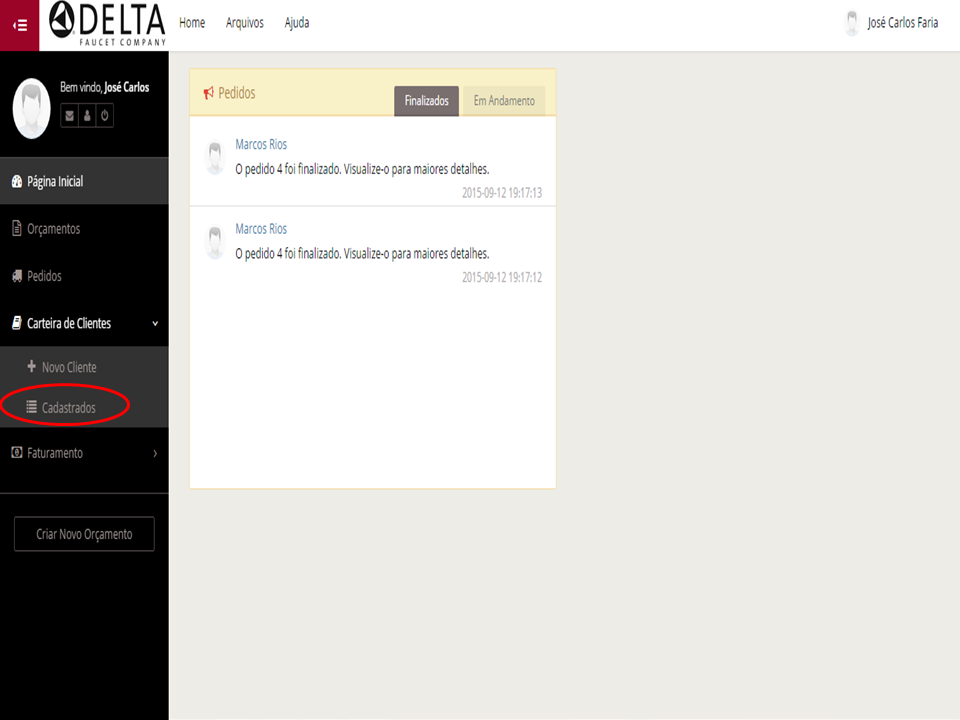 DELTA
FAUCET COMPANY
Home Arquivos Ajuda
José Carlos Faria
Bem vindo, José Carlos
Página Inicial
Orçamentos
Pedidos
Carteira de Clientes
Novo Cliente
Cadastrados
Faturamento
Criar Novo Orçamento
Pedidos
Finalizados Em Andamento
Marcos Rios
O pedido 4 foi finalizado. Visualize-o para maiores detalhes.
2015-09-12 19:17:13
Marcos Rios
O pedido 4 foi finalizado. Visualize-o para maiores detalhes.
2015-09-12 19:17:12